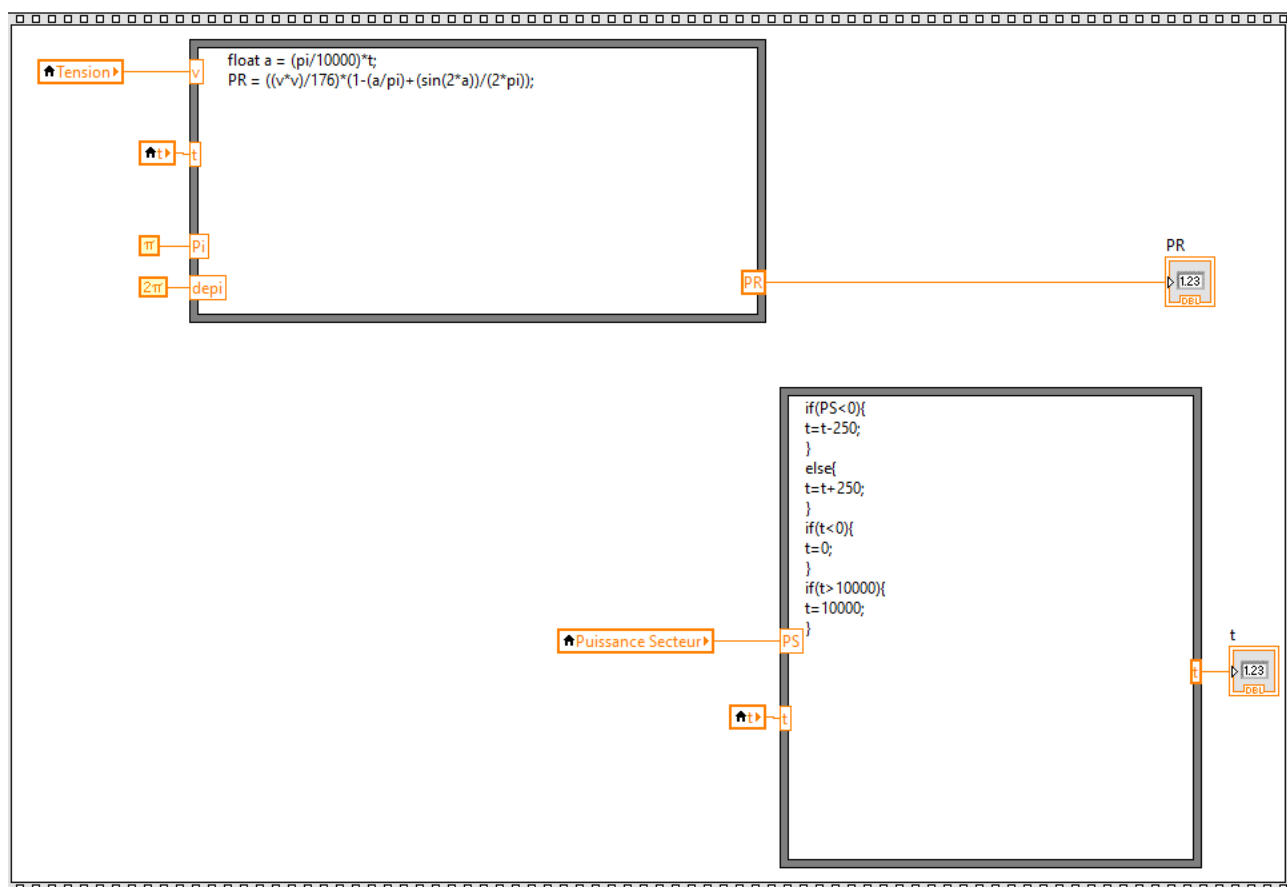 float a = (pi/10000)*t;
PR = ((v*v)/176)*(1-(a/pi)+(sin(2*a))/(2*pi));
Tension
v
t
t
π
Pi
2π
depi
PR
PR
1.23
DBL
if(PS<0){
t=t-250;
}
else{
t=t+250;
}
if(t<0){
t=0;
}
if(t>10000){
t=10000;
}
Puissance Secteur
PS
t
t
t
t
1.23
DBL